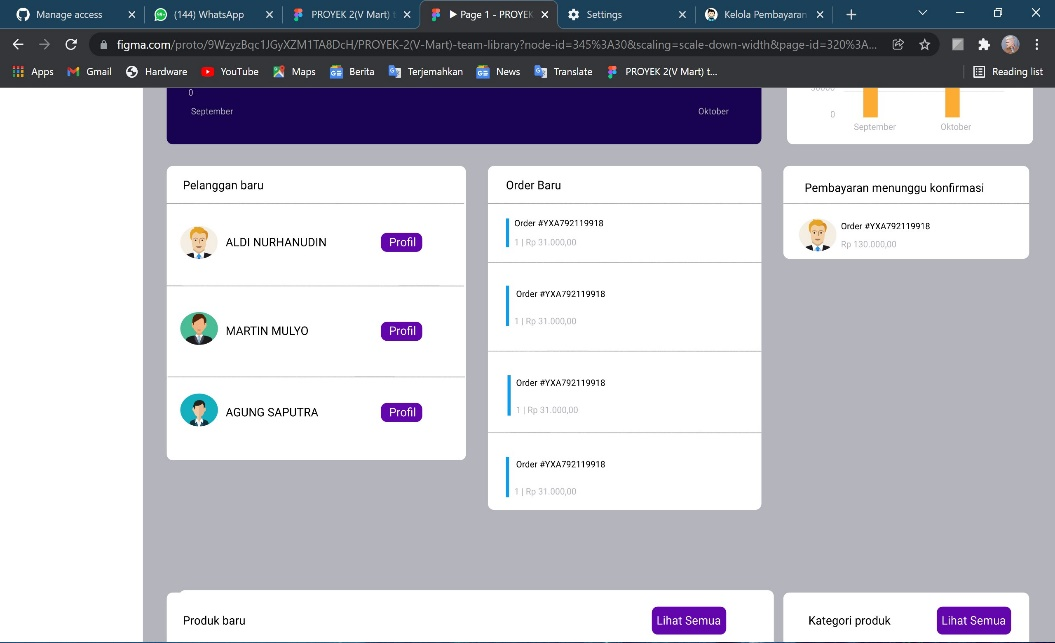 Manage access
(144) WhatsApp
PROYEK 2(V Mart) t
Page 1 - PROYEK
Settings
Kelola Pembayaran
figma.com/proto/9WzyzBqc1JGyXZM1TA8DcH/PROYEK-2(V-Mart)-team-library?node-id=345%3A30&scaling=scale-down-width&page-id=320%3A...
Apps
Gmail
Hardware
YouTube
Maps
Berita
Terjemahkan
News
Translate
PROYEK 2(V Mart) t...
Reading list
0
September
Oktober
50000
0
September
Oktober
Pelanggan baru
ALDI NURHANUDIN
Profil
MARTIN MULYO
Profil
AGUNG SAPUTRA
Profil
Order Baru
Order #YXA792119918
1 | Rp 31.000,00
Order #YXA792119918
1 | Rp 31.000,00
Order #YXA792119918
1 | Rp 31.000,00
Order #YXA792119918
1 | Rp 31.000,00
Pembayaran menunggu konfirmasi
Order #YXA792119918
Rp 130.000,00
Produk baru
Lihat Semua
Kategori produk
Lihat Semua